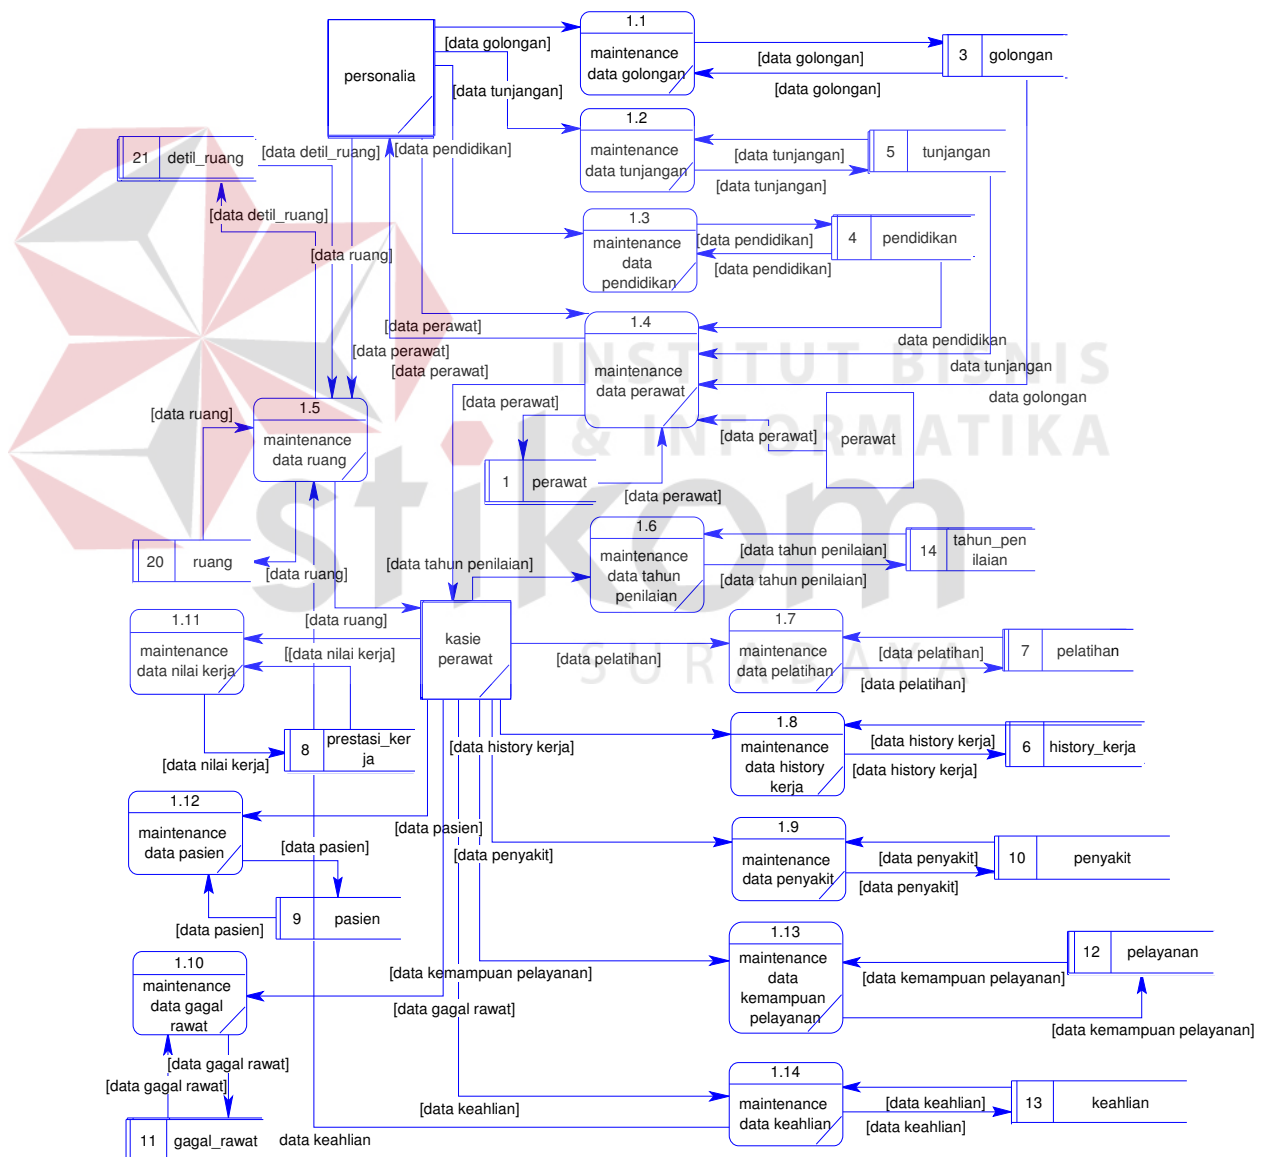 1.1
[data golongan]
maintenance
data golongan
[data golongan]
3
golongan
personalia
[data golongan]
[data tunjangan]
1.2
maintenance
data tunjangan
[data tunjangan]
5
tunjangan
[data tunjangan]
21
detil_ruang
[data detil_ruang]
[data pendidikan]
[data detil_ruang]
[data ruang]
1.3
maintenance
data
pendidikan
[data pendidikan]
4
pendidikan
[data pendidikan]
1.4
maintenance
data perawat
[data perawat]
[data perawat]
[data perawat]
data pendidikan
data tunjangan
data golongan
INSTITUT BISNIS
& INFORMATIKA
stikom
SURABAYA
[data ruang]
1.5
maintenance
data ruang
[data perawat]
[data perawat]
perawat
1
perawat
[data perawat]
20
ruang
[data ruang]
[data tahun penilaian]
1.6
maintenance
data tahun
penilaian
[data tahun penilaian]
[data tahun penilaian]
14
tahun_pen
ilaian
[data ruang]
1.11
maintenance
data nilai kerja
[[data nilai kerja]
kasie
perawat
[data pelatihan]
1.7
maintenance
data pelatihan
[data pelatihan]
[data pelatihan]
7
pelatihan
[data nilai kerja]
8
prestasi_ker
ja
[data history kerja]
1.8
maintenance
data history
kerja
[data history kerja]
[data history kerja]
6
history_kerja
1.12
maintenance
data pasien
[data pasien]
[data pasien]
[data penyakit]
1.9
maintenance
data penyakit
[data penyakit]
[data penyakit]
10
penyakit
[data pasien]
9
pasien
1.10
maintenance
data gagal
rawat
[data kemampuan pelayanan]
[data gagal rawat]
1.13
maintenance
data
kemampuan
pelayanan
[data kemampuan pelayanan]
12
pelayanan
[data kemampuan pelayanan]
[data gagal rawat]
[data gagal rawat]
11
gagal_rawat
data keahlian
[data keahlian]
1.14
maintenance
data keahlian
[data keahlian]
[data keahlian]
13
keahlian